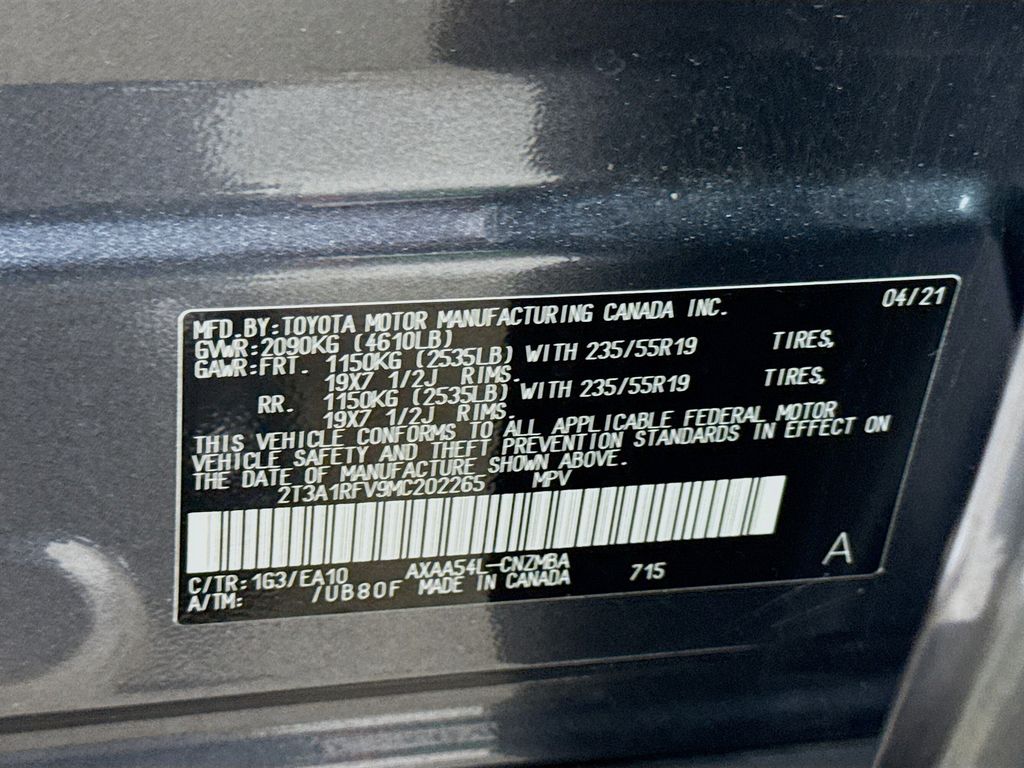 MFD. BY: TOYOTA MOTOR MANUFACTURING CANADA INC. 04/21
GVWR: 2090KG (4610LB)
GAWR: FRT. 1150KG (2535LB) WITH 235/55R19 TIRES,
19X7 1/2J RIMS.
RR. 1150KG (2535LB) WITH 235/55R19 TIRES,
19X7 1/2J RIMS.
THIS VEHICLE CONFORMS TO ALL APPLICABLE FEDERAL MOTOR
VEHICLE SAFETY AND THEFT PREVENTION STANDARDS IN EFFECT ON
THE DATE OF MANUFACTURE SHOWN ABOVE.
2T3A1RFV9MC202265 MPV
C/TR: 1G3/EA10 AXAA54L-CNZMBA 715 A
A/TM: /UB80F MADE IN CANADA